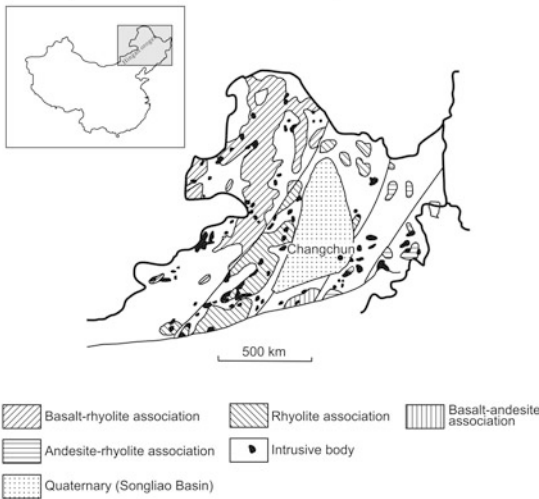 Changchun
500 km
Basalt-rhyolite association
Rhyolite association
Basalt-andesite
association
Andesite-rhyolite-association
Intrusive body
Quaternary (Songliao Basin)